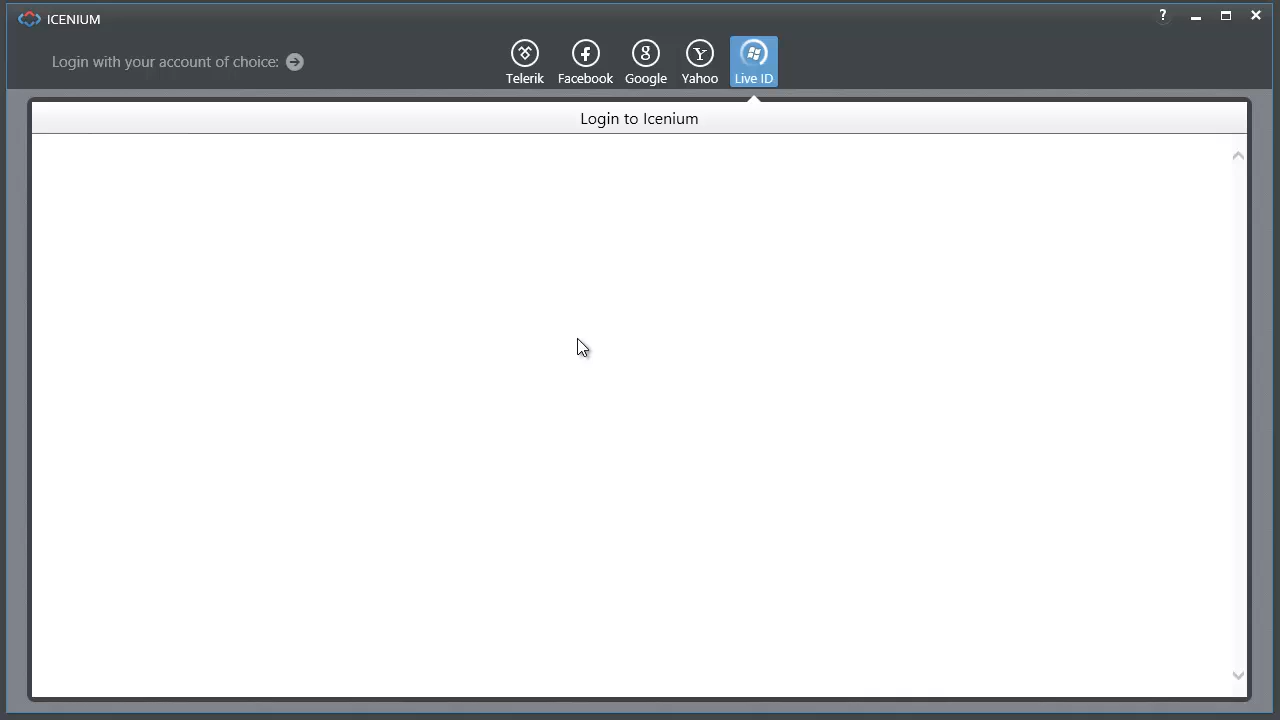 ICENIUM
?
Login with your account of choice:
Telerik
Facebook
Google
Yahoo
Live ID
Login to Icenium